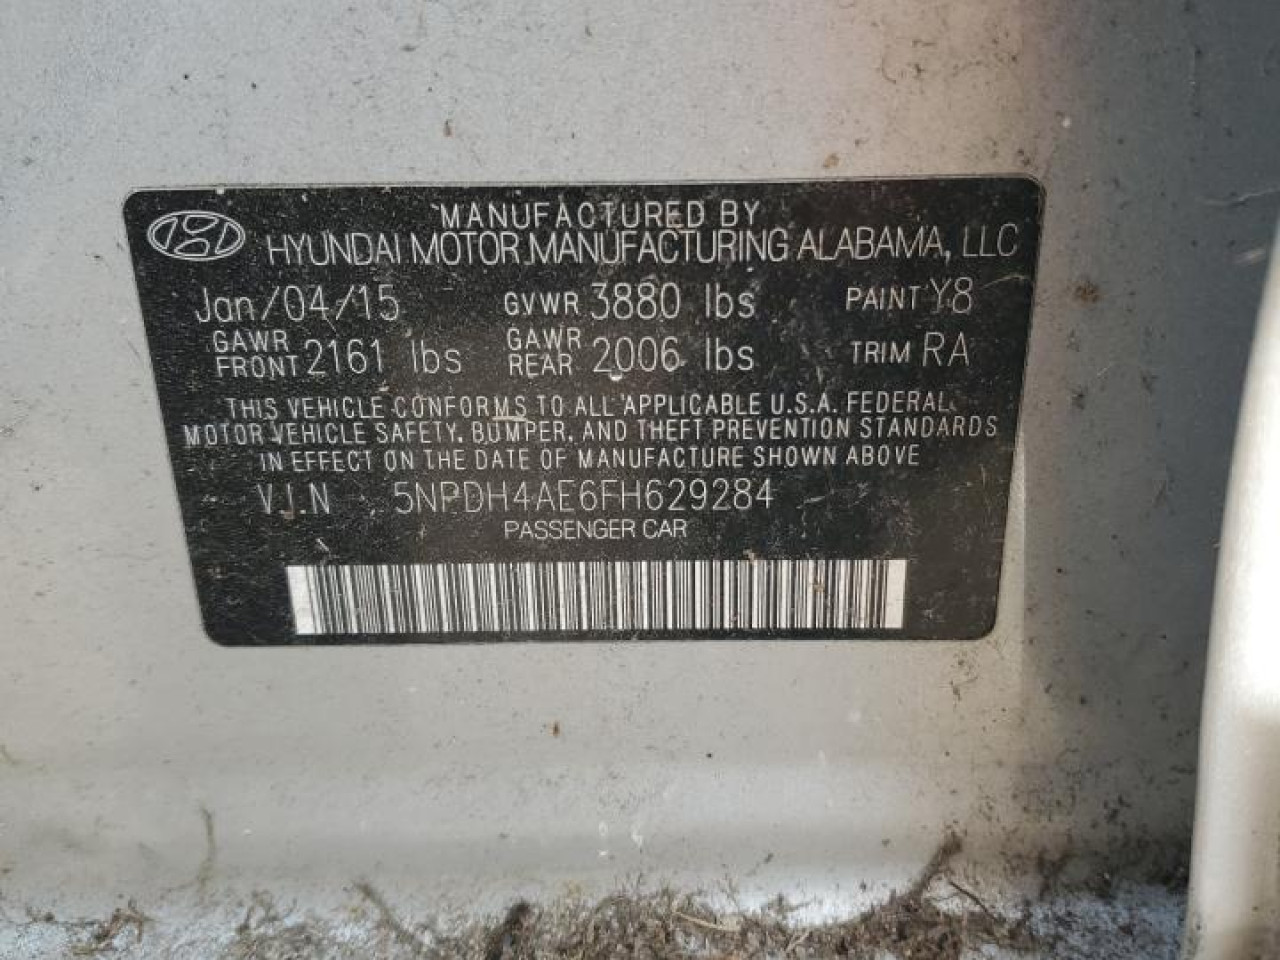 MANUFACTURED BY
HYUNDAI MOTOR MANUFACTURING ALABAMA, LLC
Jan/04/15 GVWR 3880 lbs PAINT Y8
GAWR FRONT 2161 lbs GAWR REAR 2006 lbs TRIM RA
THIS VEHICLE CONFORMS TO ALL APPLICABLE U.S.A. FEDERAL
MOTOR VEHICLE SAFETY, BUMPER, AND THEFT PREVENTION STANDARDS
IN EFFECT ON THE DATE OF MANUFACTURE SHOWN ABOVE
V.I.N 5NPDH4AE6FH629284
PASSENGER CAR